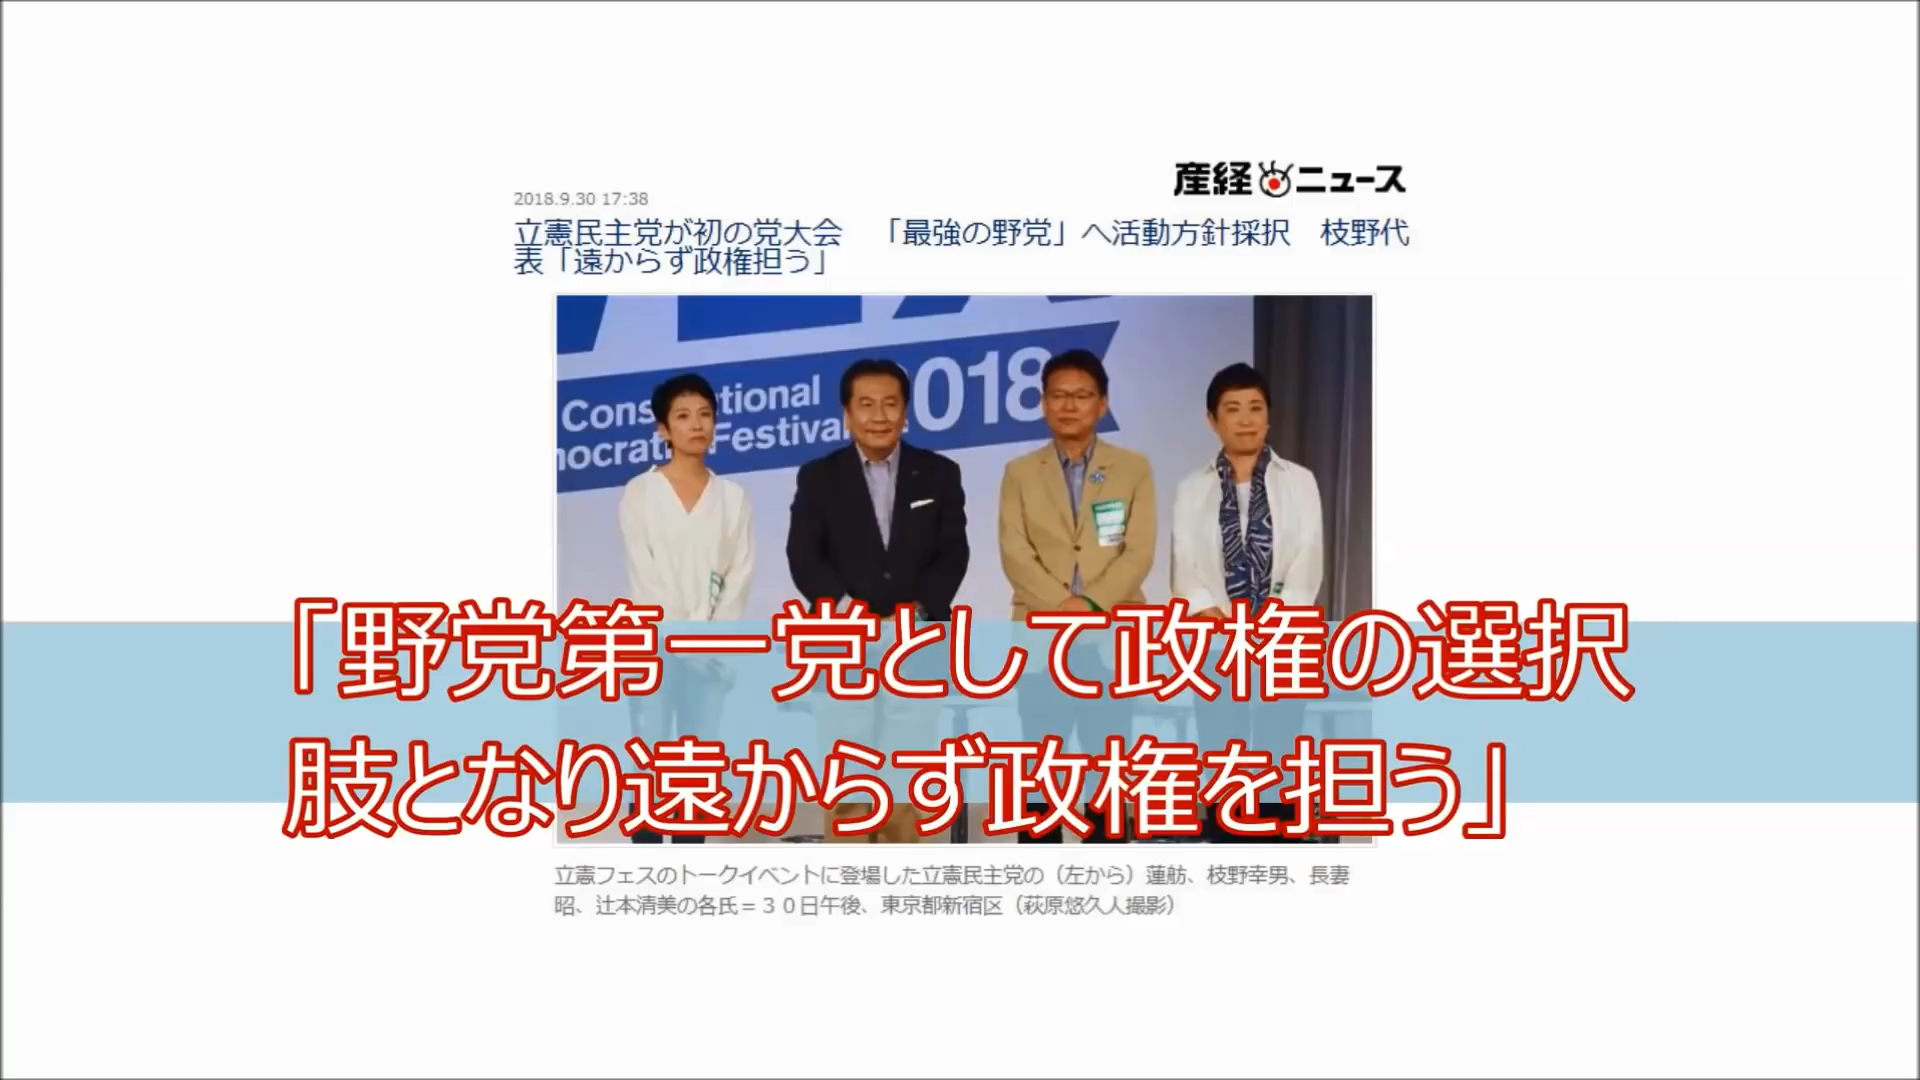 産経ニュース
2018.9.30 17:38
立憲民主党が初の党大会　「最強の野党」へ活動方針採択　枝野代
表「遠からず政権担う」
Cons tional
nocrati Festival 2018
「野党第一党として政権の選択
肢となり遠からず政権を担う」
立憲フェスのトークイベントに登場した立憲民主党の（左から）蓮舫、枝野幸男、長妻
昭、辻本清美の各氏＝３０日午後、東京都新宿区（萩原悠久人撮影）